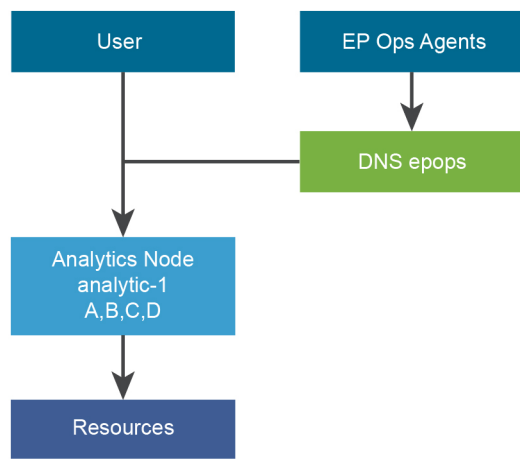 User
EP Ops Agents
DNS epops
Analytics Node
analytic-1
A,B,C,D
Resources